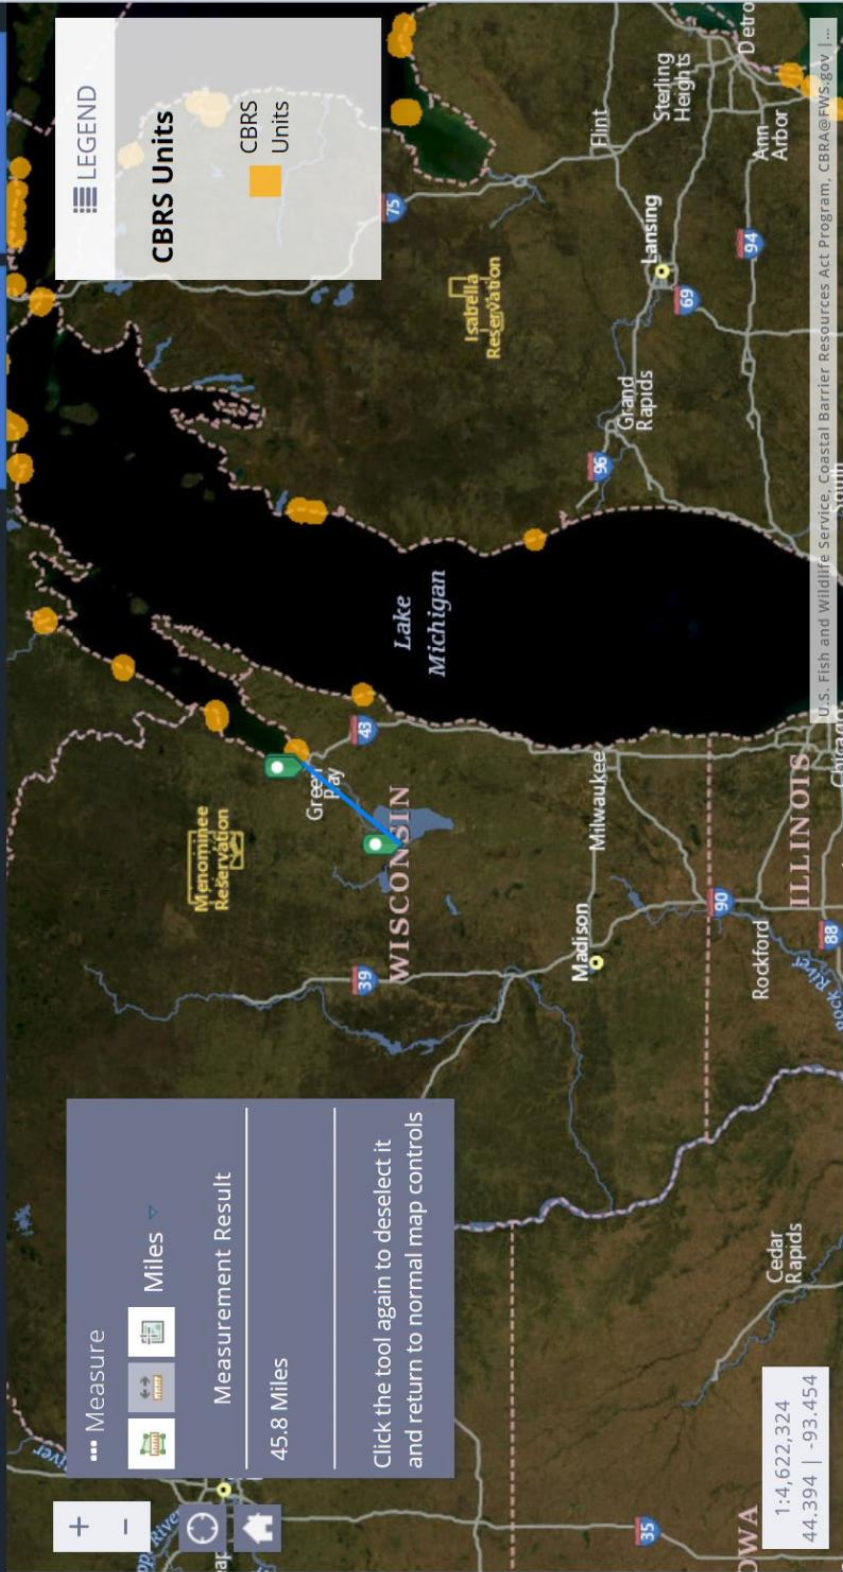 Measure
Miles
Measurement Result
45.8 Miles
Click the tool again to deselect it
and return to normal map controls
LEGEND
CBRS Units
CBRS
Units
+
−
Menominee
Reservation
Green
Bay
WISCONSIN
Lake
Michigan
Isabella
Reservation
75
43
39
Flint
Sterling
Heights
Lansing
Grand
Rapids
96
69
94
Ann
Arbor
Madison
Milwaukee
90
ILLINOIS
Rockford
88
Rock River
Cedar
Rapids
35
1:4,622,324
44.394 | -93.454
U.S. Fish and Wildlife Service, Coastal Barrier Resources Act Program, CBRA@FWS.gov |...